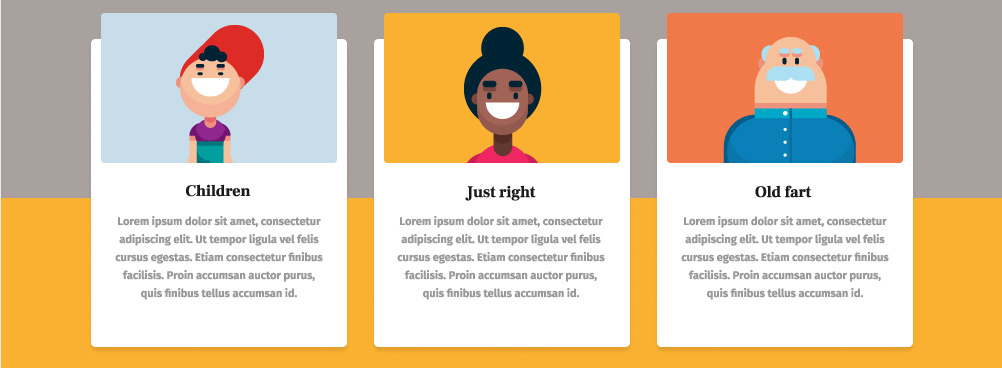 Children
Lorem ipsum dolor sit amet, consectetur
adipiscing elit. Ut tempor ligula vel felis
cursus egestas. Etiam consectetur finibus
facilisis. Proin accumsan auctor purus,
quis finibus tellus accumsan id.
Just right
Lorem ipsum dolor sit amet, consectetur
adipiscing elit. Ut tempor ligula vel felis
cursus egestas. Etiam consectetur finibus
facilisis. Proin accumsan auctor purus,
quis finibus tellus accumsan id.
Old fart
Lorem ipsum dolor sit amet, consectetur
adipiscing elit. Ut tempor ligula vel felis
cursus egestas. Etiam consectetur finibus
facilisis. Proin accumsan auctor purus,
quis finibus tellus accumsan id.